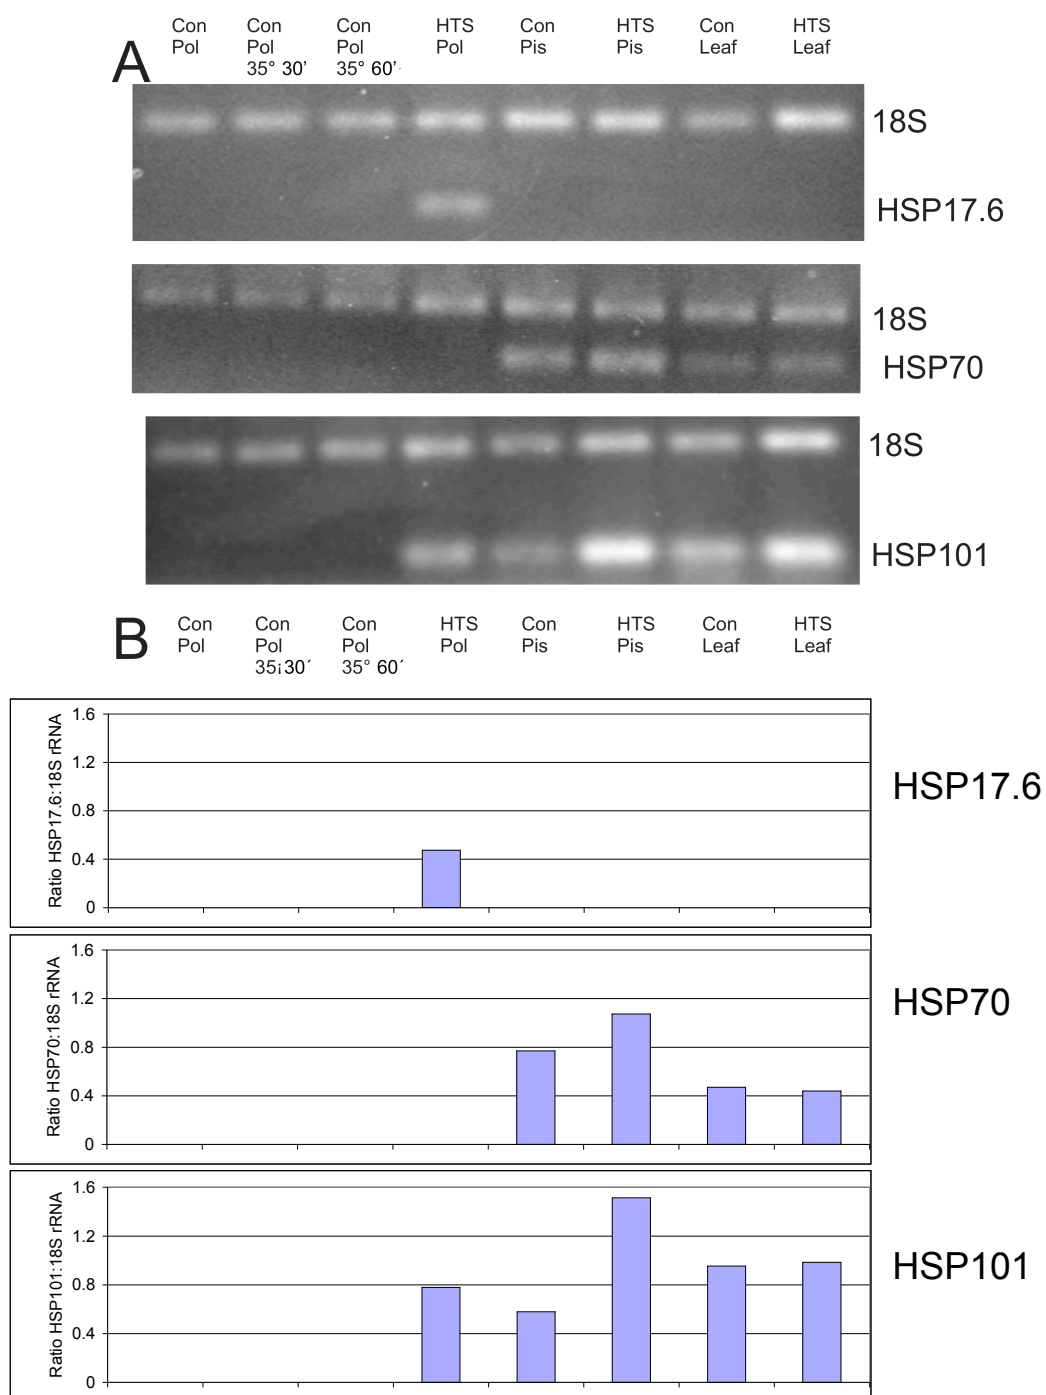 A
Con Pol
Con Pol 35° 30’
Con Pol 35° 60’
HTS Pol
Con Pis
HTS Pis
Con Leaf
HTS Leaf
18S
HSP17.6
18S
HSP70
18S
HSP101
B
Con Pol
Con Pol 35¡30´
Con Pol 35° 60´
HTS Pol
Con Pis
HTS Pis
Con Leaf
HTS Leaf
Ratio HSP17.6:18S rRNA
1.6
1.2
0.8
0.4
0
HSP17.6
Ratio HSP70:18S rRNA
1.6
1.2
0.8
0.4
0
HSP70
Ratio HSP101:18S rRNA
1.6
1.2
0.8
0.4
0
HSP101